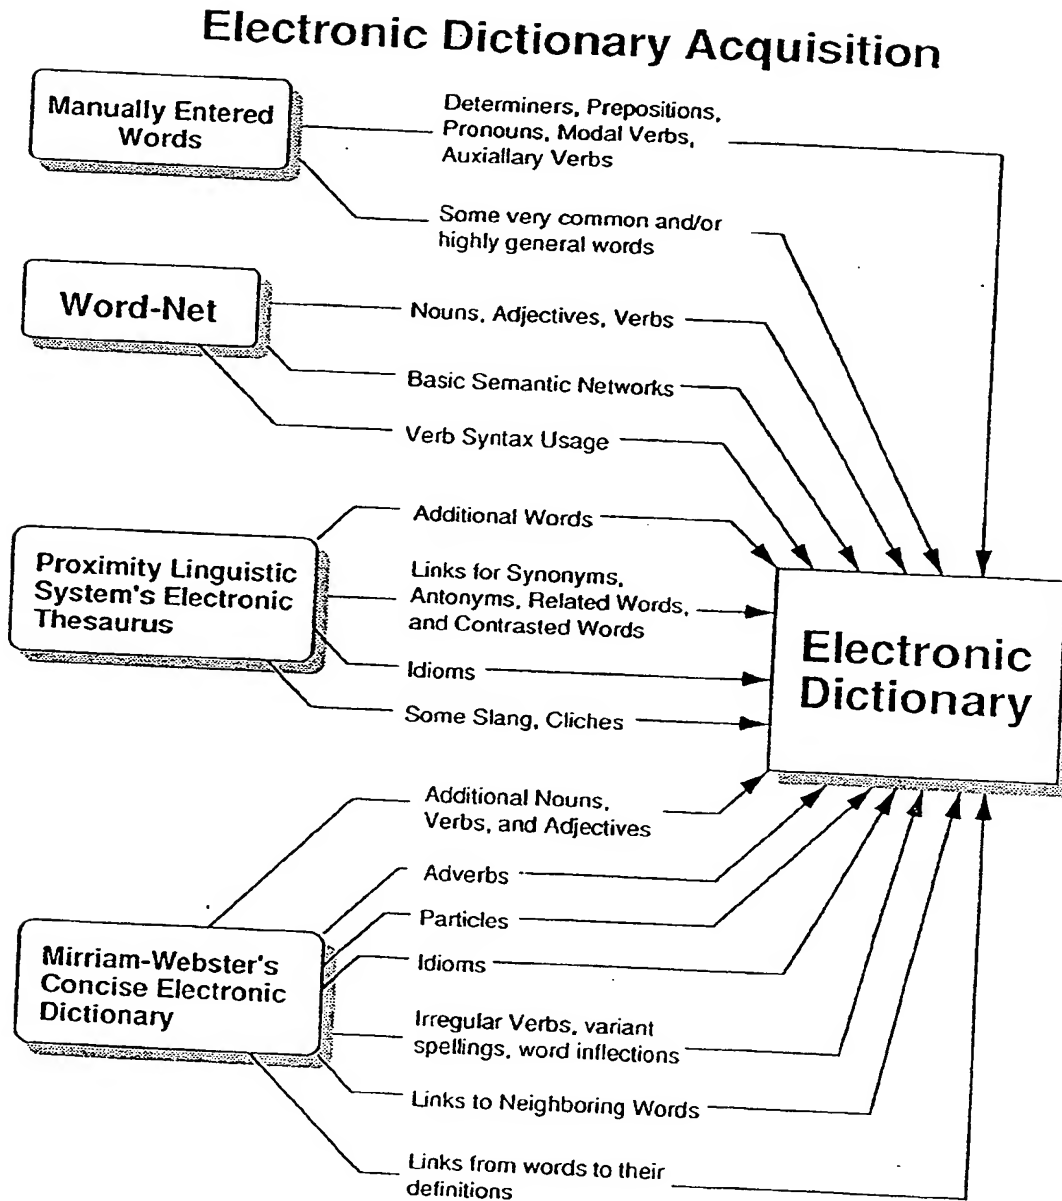 Electronic Dictionary Acquisition
Manually Entered
Words
Determiners, Prepositions,
Pronouns, Modal Verbs,
Auxiallary Verbs
Some very common and/or
highly general words
Word-Net
Nouns, Adjectives, Verbs
Basic Semantic Networks
Verb Syntax Usage
Proximity Linguistic
System's Electronic
Thesaurus
Additional Words
Links for Synonyms,
Antonyms, Related Words,
and Contrasted Words
Idioms
Some Slang, Cliches
Electronic
Dictionary
Mirriam-Webster's
Concise Electronic
Dictionary
Additional Nouns,
Verbs, and Adjectives
Adverbs
Particles
Idioms
Irregular Verbs, variant
spellings, word inflections
Links to Neighboring Words
Links from words to their
definitions